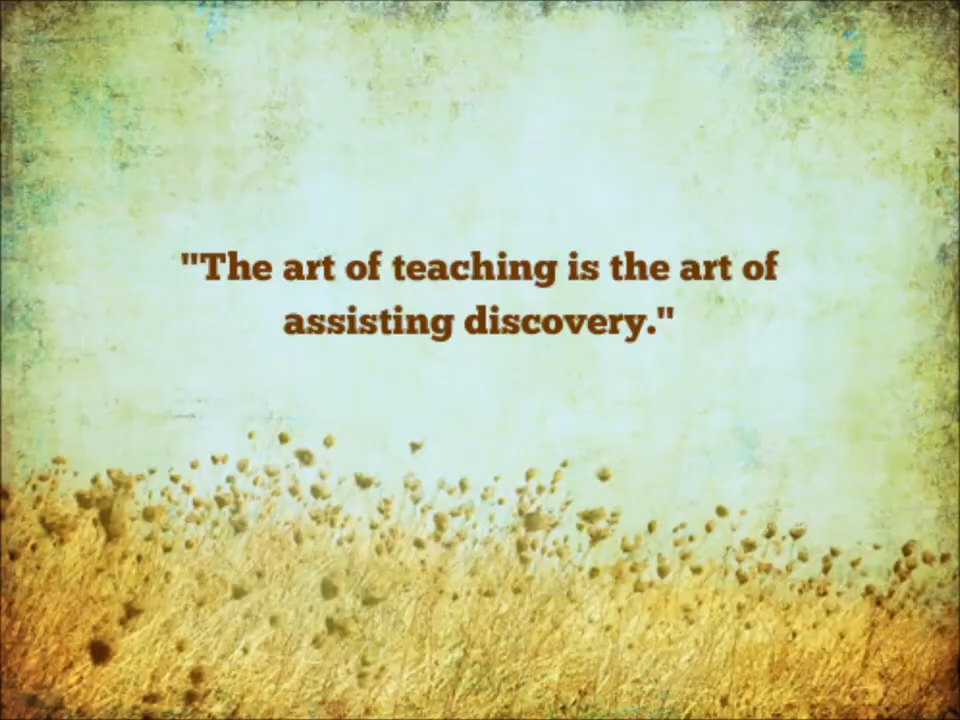 "The art of teaching is the art of
assisting discovery."